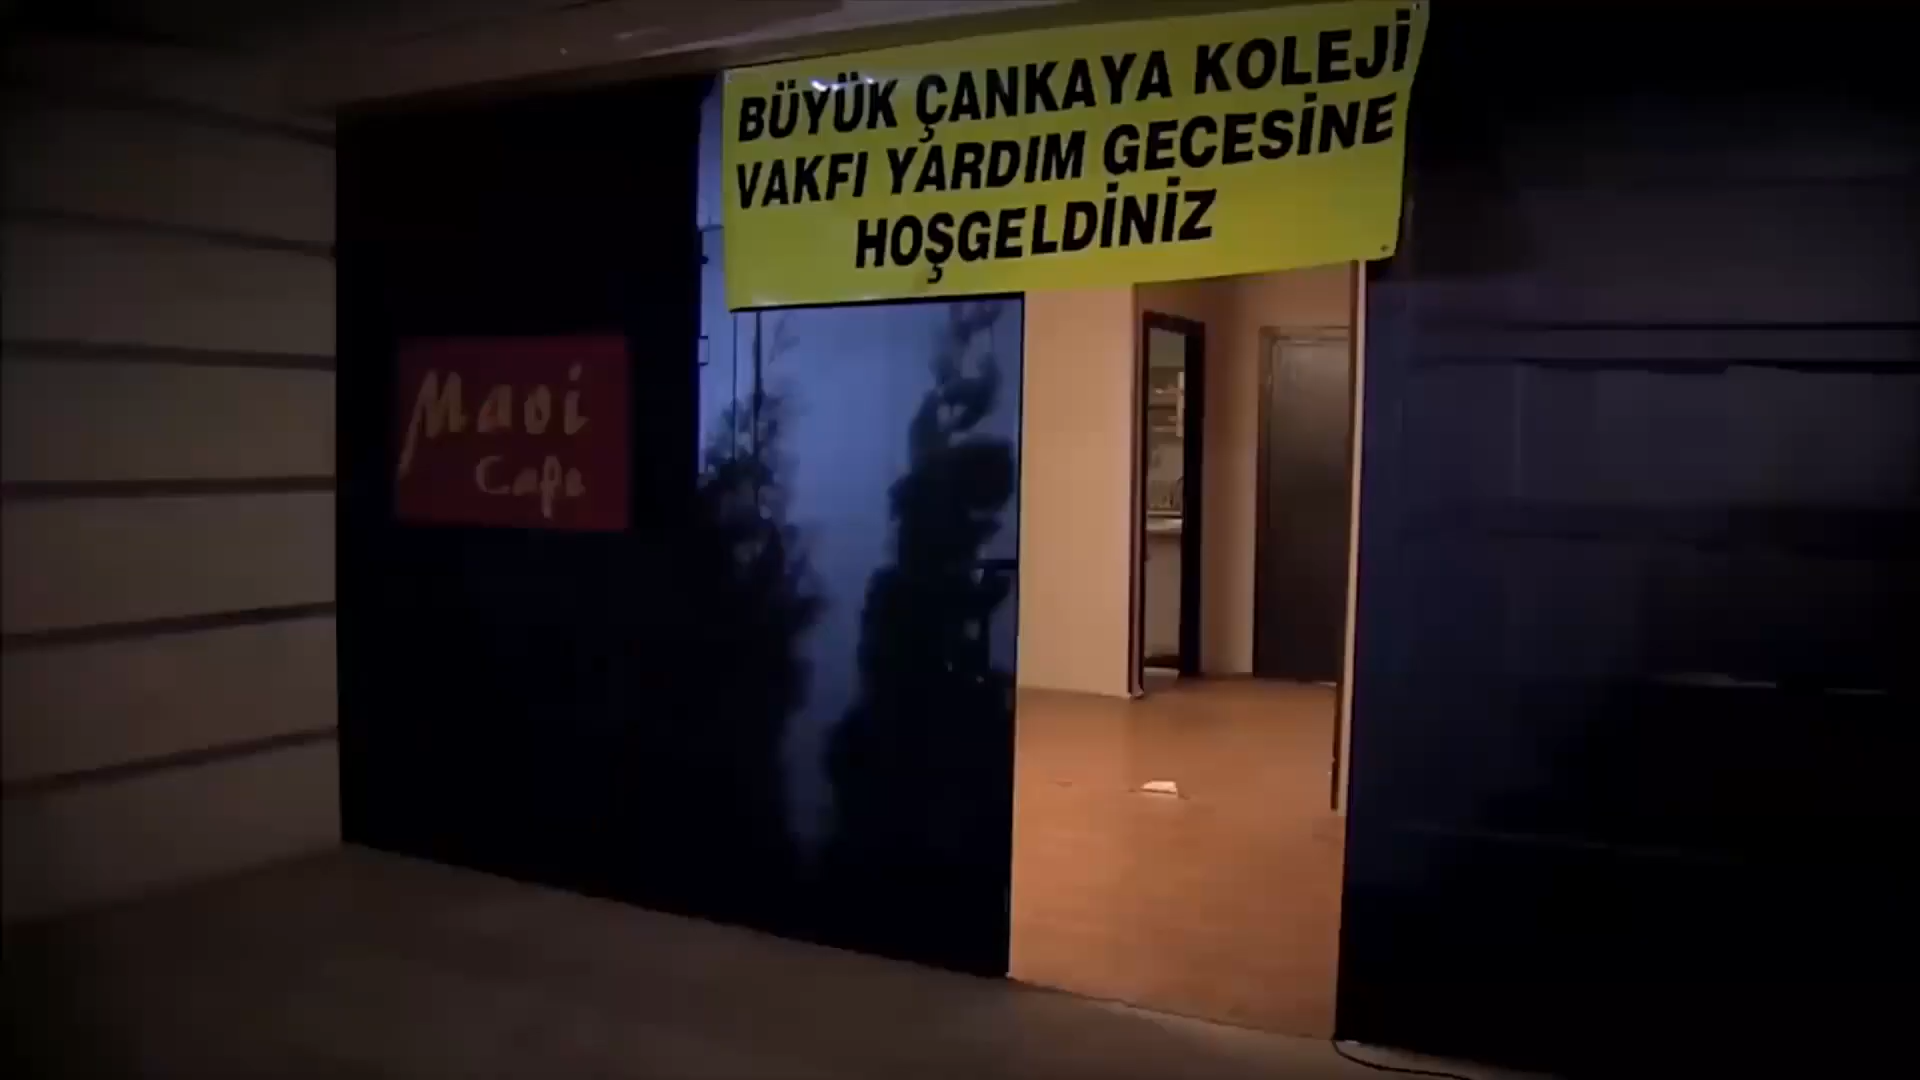 BÜYÜK ÇANKAYA KOLEJİ
VAKFI YARDIM GECESİNE
HOŞGELDİNİZ
Mavi
Cafe